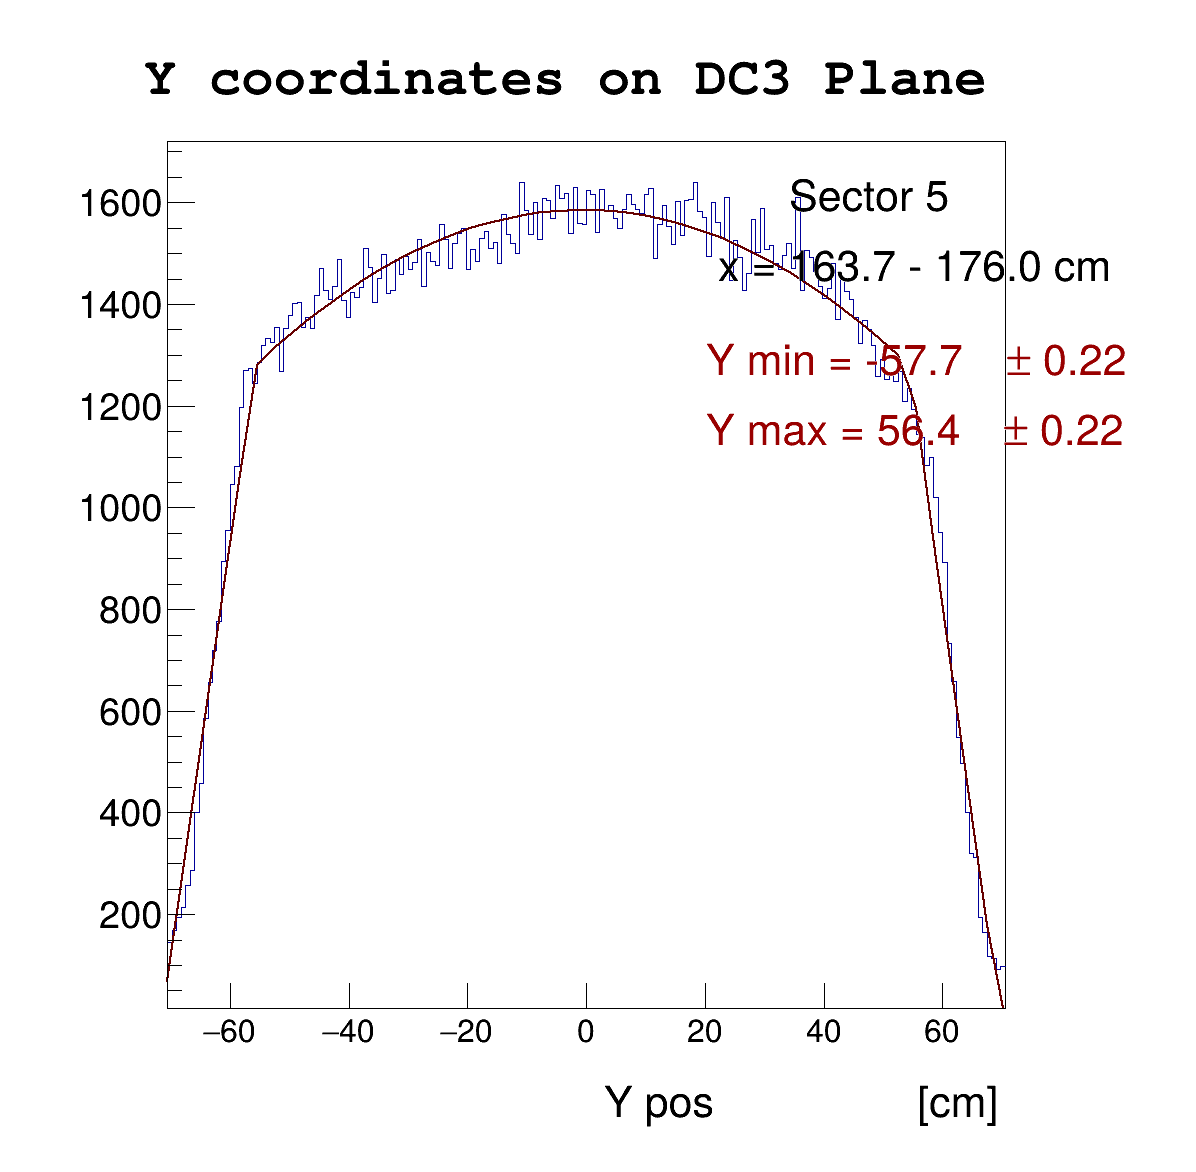 Y coordinates on DC3 Plane
1600
1400
1200
1000
800
600
400
200
Sector 5
x = 163.7 - 176.0 cm
Y min = -57.7 ± 0.22
Y max = 56.4 ± 0.22
−60 −40 −20 0 20 40 60
Y pos [cm]